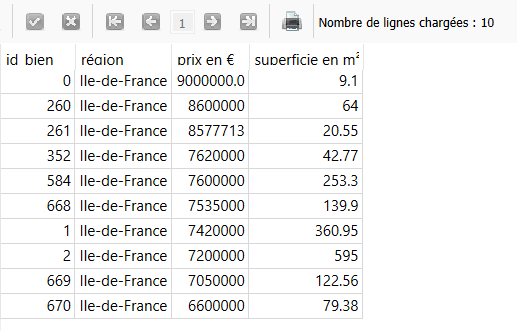 1 Nombre de lignes chargées : 10
id_bien région prix en € superficie en m²
0 Ile-de-France 9000000.0 9.1
260 Ile-de-France 8600000 64
261 Ile-de-France 8577713 20.55
352 Ile-de-France 7620000 42.77
584 Ile-de-France 7600000 253.3
668 Ile-de-France 7535000 139.9
1 Ile-de-France 7420000 360.95
2 Ile-de-France 7200000 595
669 Ile-de-France 7050000 122.56
670 Ile-de-France 6600000 79.38